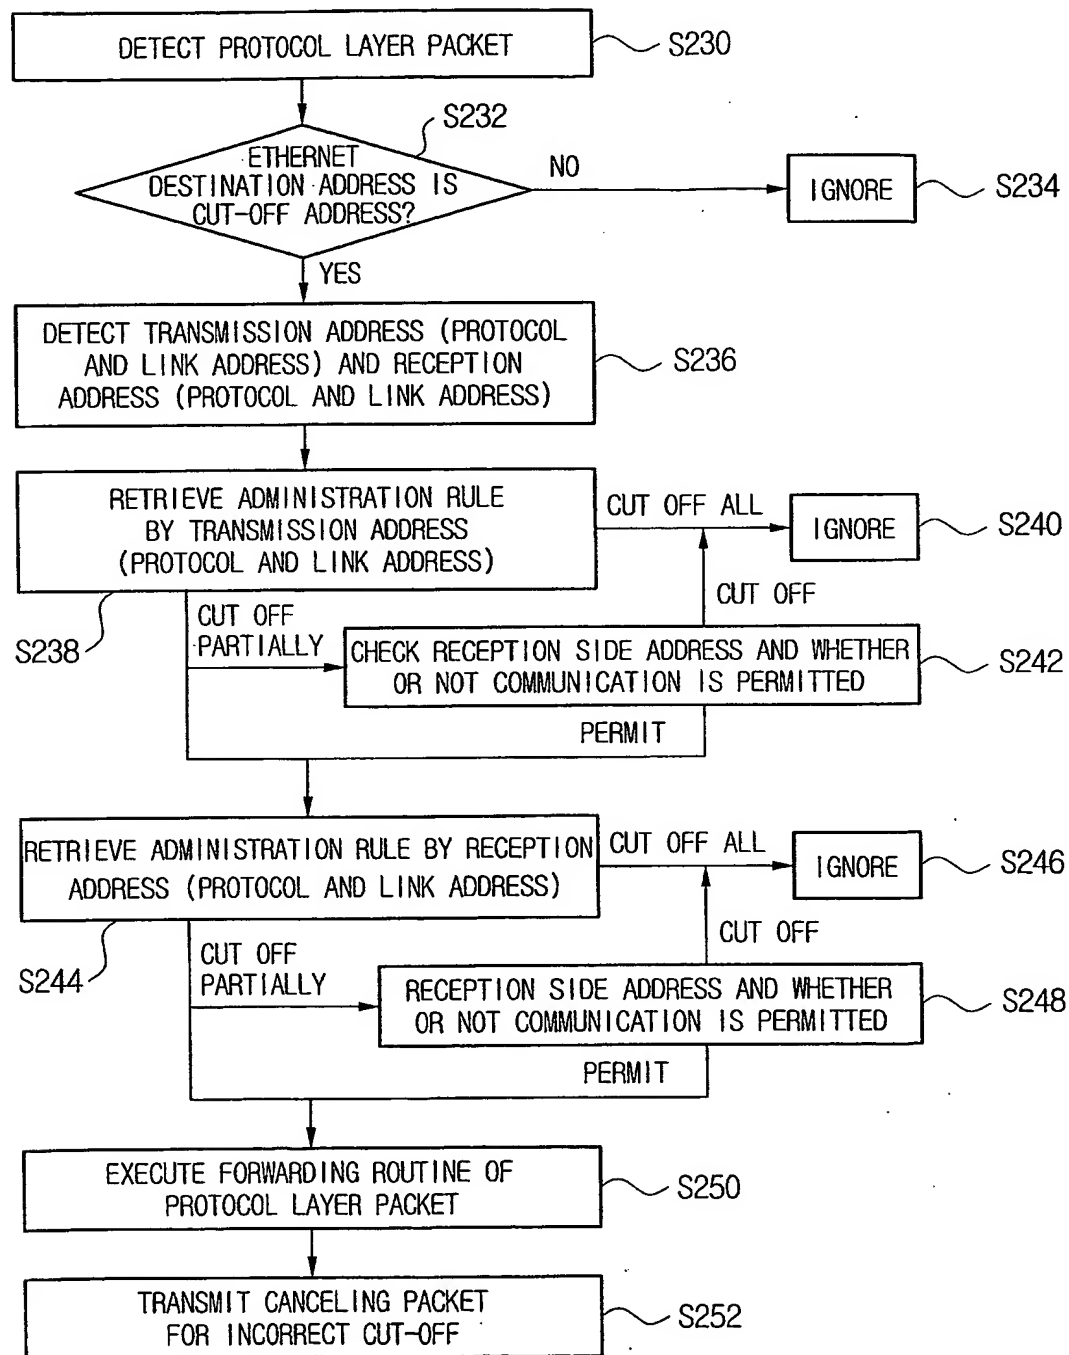 DETECT PROTOCOL LAYER PACKET
S230
S232
ETHERNET
DESTINATION ADDRESS IS
CUT-OFF ADDRESS?
NO
IGNORE
S234
YES
DETECT TRANSMISSION ADDRESS (PROTOCOL
AND LINK ADDRESS) AND RECEPTION
ADDRESS (PROTOCOL AND LINK ADDRESS)
S236
RETRIEVE ADMINISTRATION RULE
BY TRANSMISSION ADDRESS
(PROTOCOL AND LINK ADDRESS)
CUT OFF ALL
IGNORE
S240
CUT OFF
S238
CUT OFF
PARTIALLY
CHECK RECEPTION SIDE ADDRESS AND WHETHER
OR NOT COMMUNICATION IS PERMITTED
S242
PERMIT
RETRIEVE ADMINISTRATION RULE BY RECEPTION
ADDRESS (PROTOCOL AND LINK ADDRESS)
CUT OFF ALL
IGNORE
S246
CUT OFF
S244
CUT OFF
PARTIALLY
RECEPTION SIDE ADDRESS AND WHETHER
OR NOT COMMUNICATION IS PERMITTED
S248
PERMIT
EXECUTE FORWARDING ROUTINE OF
PROTOCOL LAYER PACKET
S250
TRANSMIT CANCELING PACKET
FOR INCORRECT CUT-OFF
S252